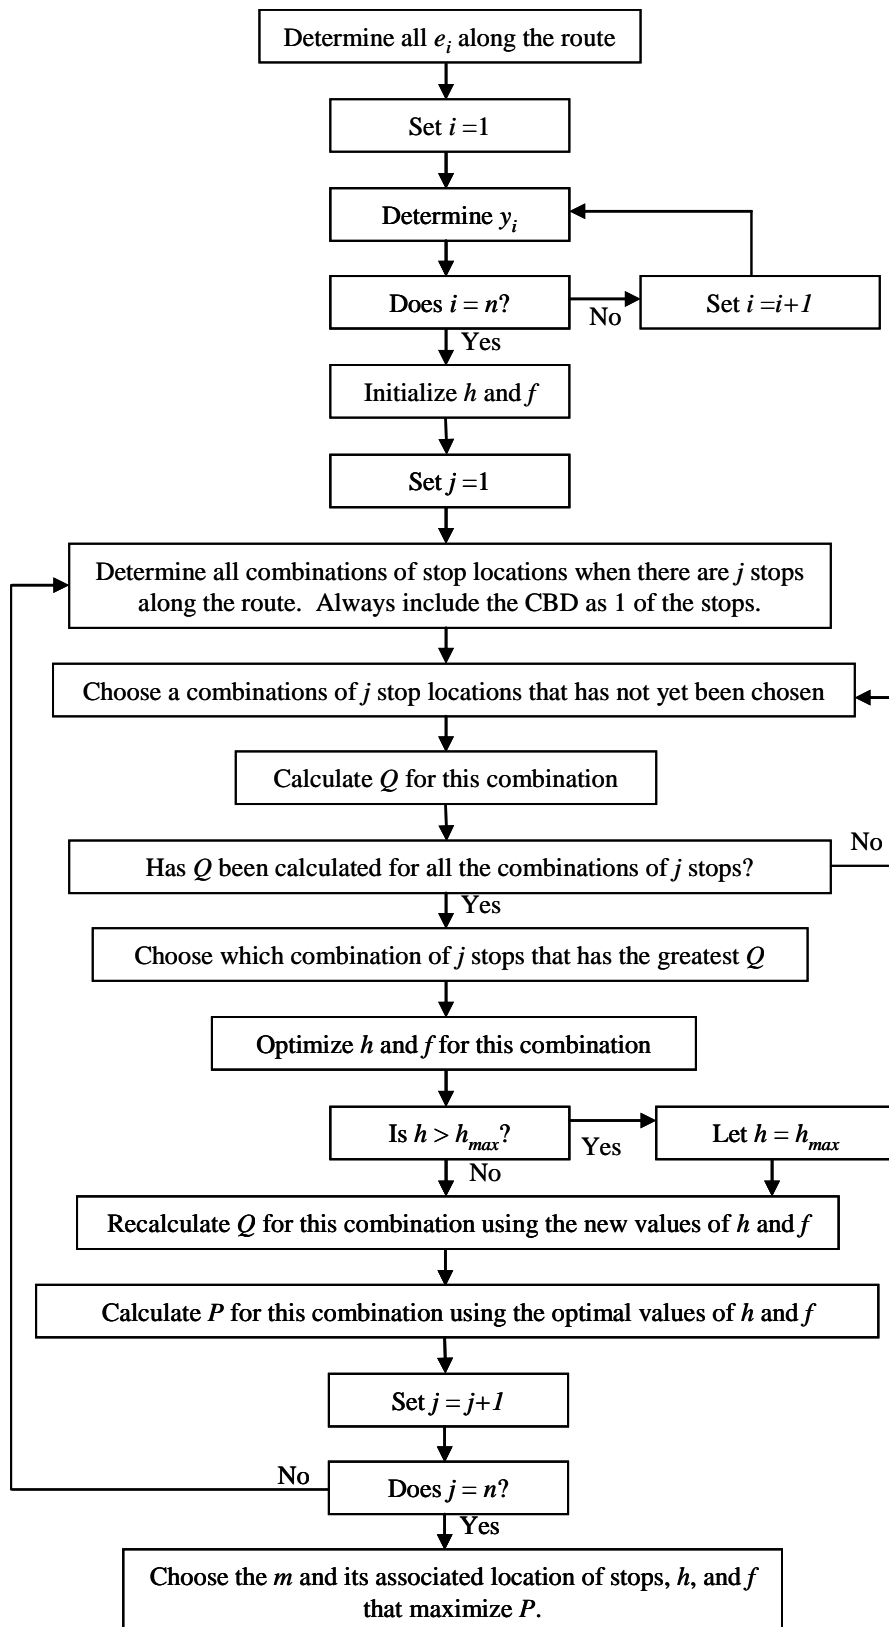 Determine all e_i along the route
Set i =1
Determine y_i
Does i = n?
No
Set i =i+1
Yes
Initialize h and f
Set j =1
Determine all combinations of stop locations when there are j stops
along the route. Always include the CBD as 1 of the stops.
Choose a combinations of j stop locations that has not yet been chosen
Calculate Q for this combination
Has Q been calculated for all the combinations of j stops?
No
Yes
Choose which combination of j stops that has the greatest Q
Optimize h and f for this combination
Is h > h_max?
Yes
Let h = h_max
No
Recalculate Q for this combination using the new values of h and f
Calculate P for this combination using the optimal values of h and f
Set j = j+1
Does j = n?
No
Yes
Choose the m and its associated location of stops, h, and f
that maximize P.